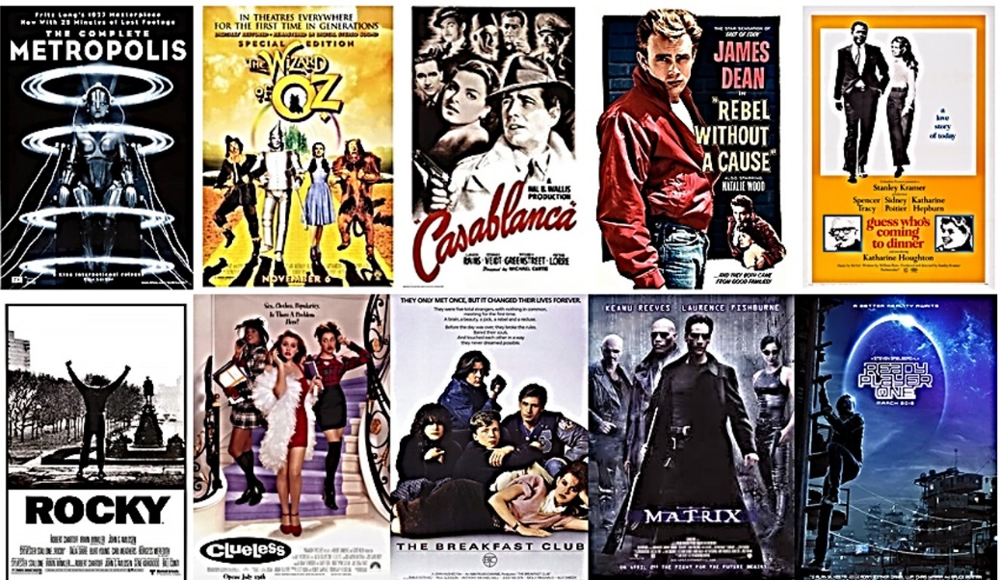 Fritz Lang's 1927 Masterpiece
Now With 25 Minutes of Lost Footage
THE COMPLETE
METROPOLIS
Kino International
IN THEATRES EVERYWHERE
FOR THE FIRST TIME IN GENERATIONS
DIGITALLY RESTORED
SPECIAL EDITION
THE WIZARD
OF OZ
NOVEMBER 6
A
HAL B. WALLIS
PRODUCTION
Casablanca
RAINS · VEIDT · GREENSTREET · LORRE
Directed by MICHAEL CURTIZ
THE STAR SENSATION OF
'EAST OF EDEN'
JAMES
DEAN
IN
"REBEL
WITHOUT
A CAUSE"
ALSO STARRING
NATALIE WOOD
...AND THEY BOTH CAME
FROM 'GOOD' FAMILIES!
a
love
story
of today
Stanley Kramer
Spencer Sidney Katharine
Tracy Poitier Hepburn
guess who's
coming
to dinner
Katharine Houghton
ROCKY
Sex. Clothes. Popularity.
Is There A Problem
Here?
Clueless
Opens July 19th
THEY ONLY MET ONCE, BUT IT CHANGED THEIR LIVES FOREVER.
They were five total strangers, with nothing in common,
meeting for the first time.
A brain, a beauty, a jock, a rebel and a recluse.
Before the day was over, they broke the rules.
Bared their souls.
And touched each other in a way
they never dreamed possible.
THE BREAKFAST CLUB
KEANU REEVES LAURENCE FISHBURNE
THE
MATRIX
ON APRIL 2ND THE FIGHT FOR THE FUTURE BEGINS
A BETTER REALITY AWAITS
A STEVEN SPIELBERG FILM
READY
PLAYER
ONE
MARCH 2018